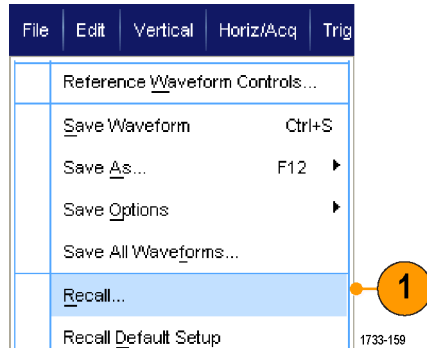 File Edit Vertical Horiz/Acq Trig
Reference Waveform Controls...
Save Waveform Ctrl+S
Save As... F12
Save Options
Save All Waveforms...
Recall... 1
Recall Default Setup
1733-159